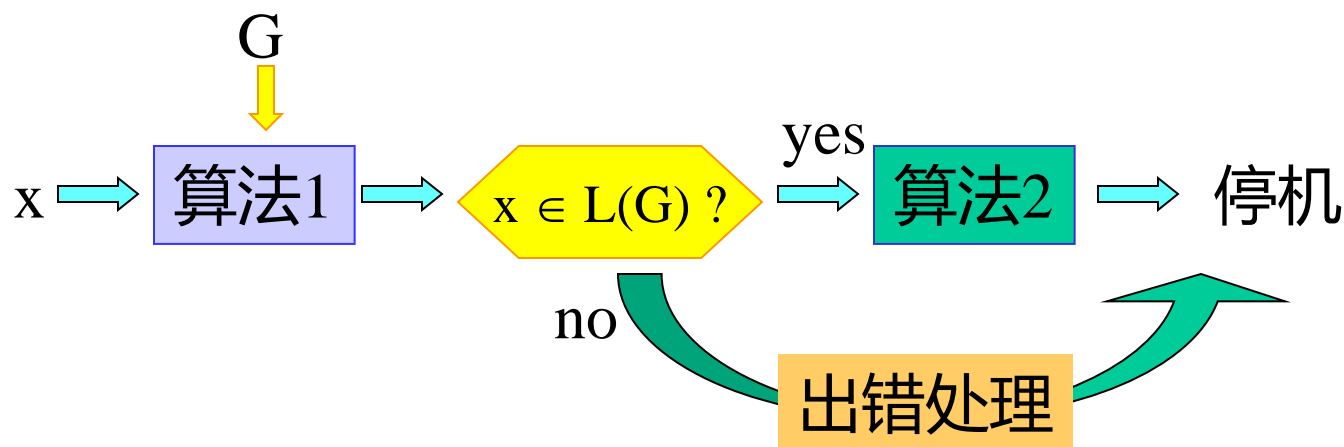 G
x
算法1
x ∈ L(G) ?
yes
算法2
停机
no
出错处理